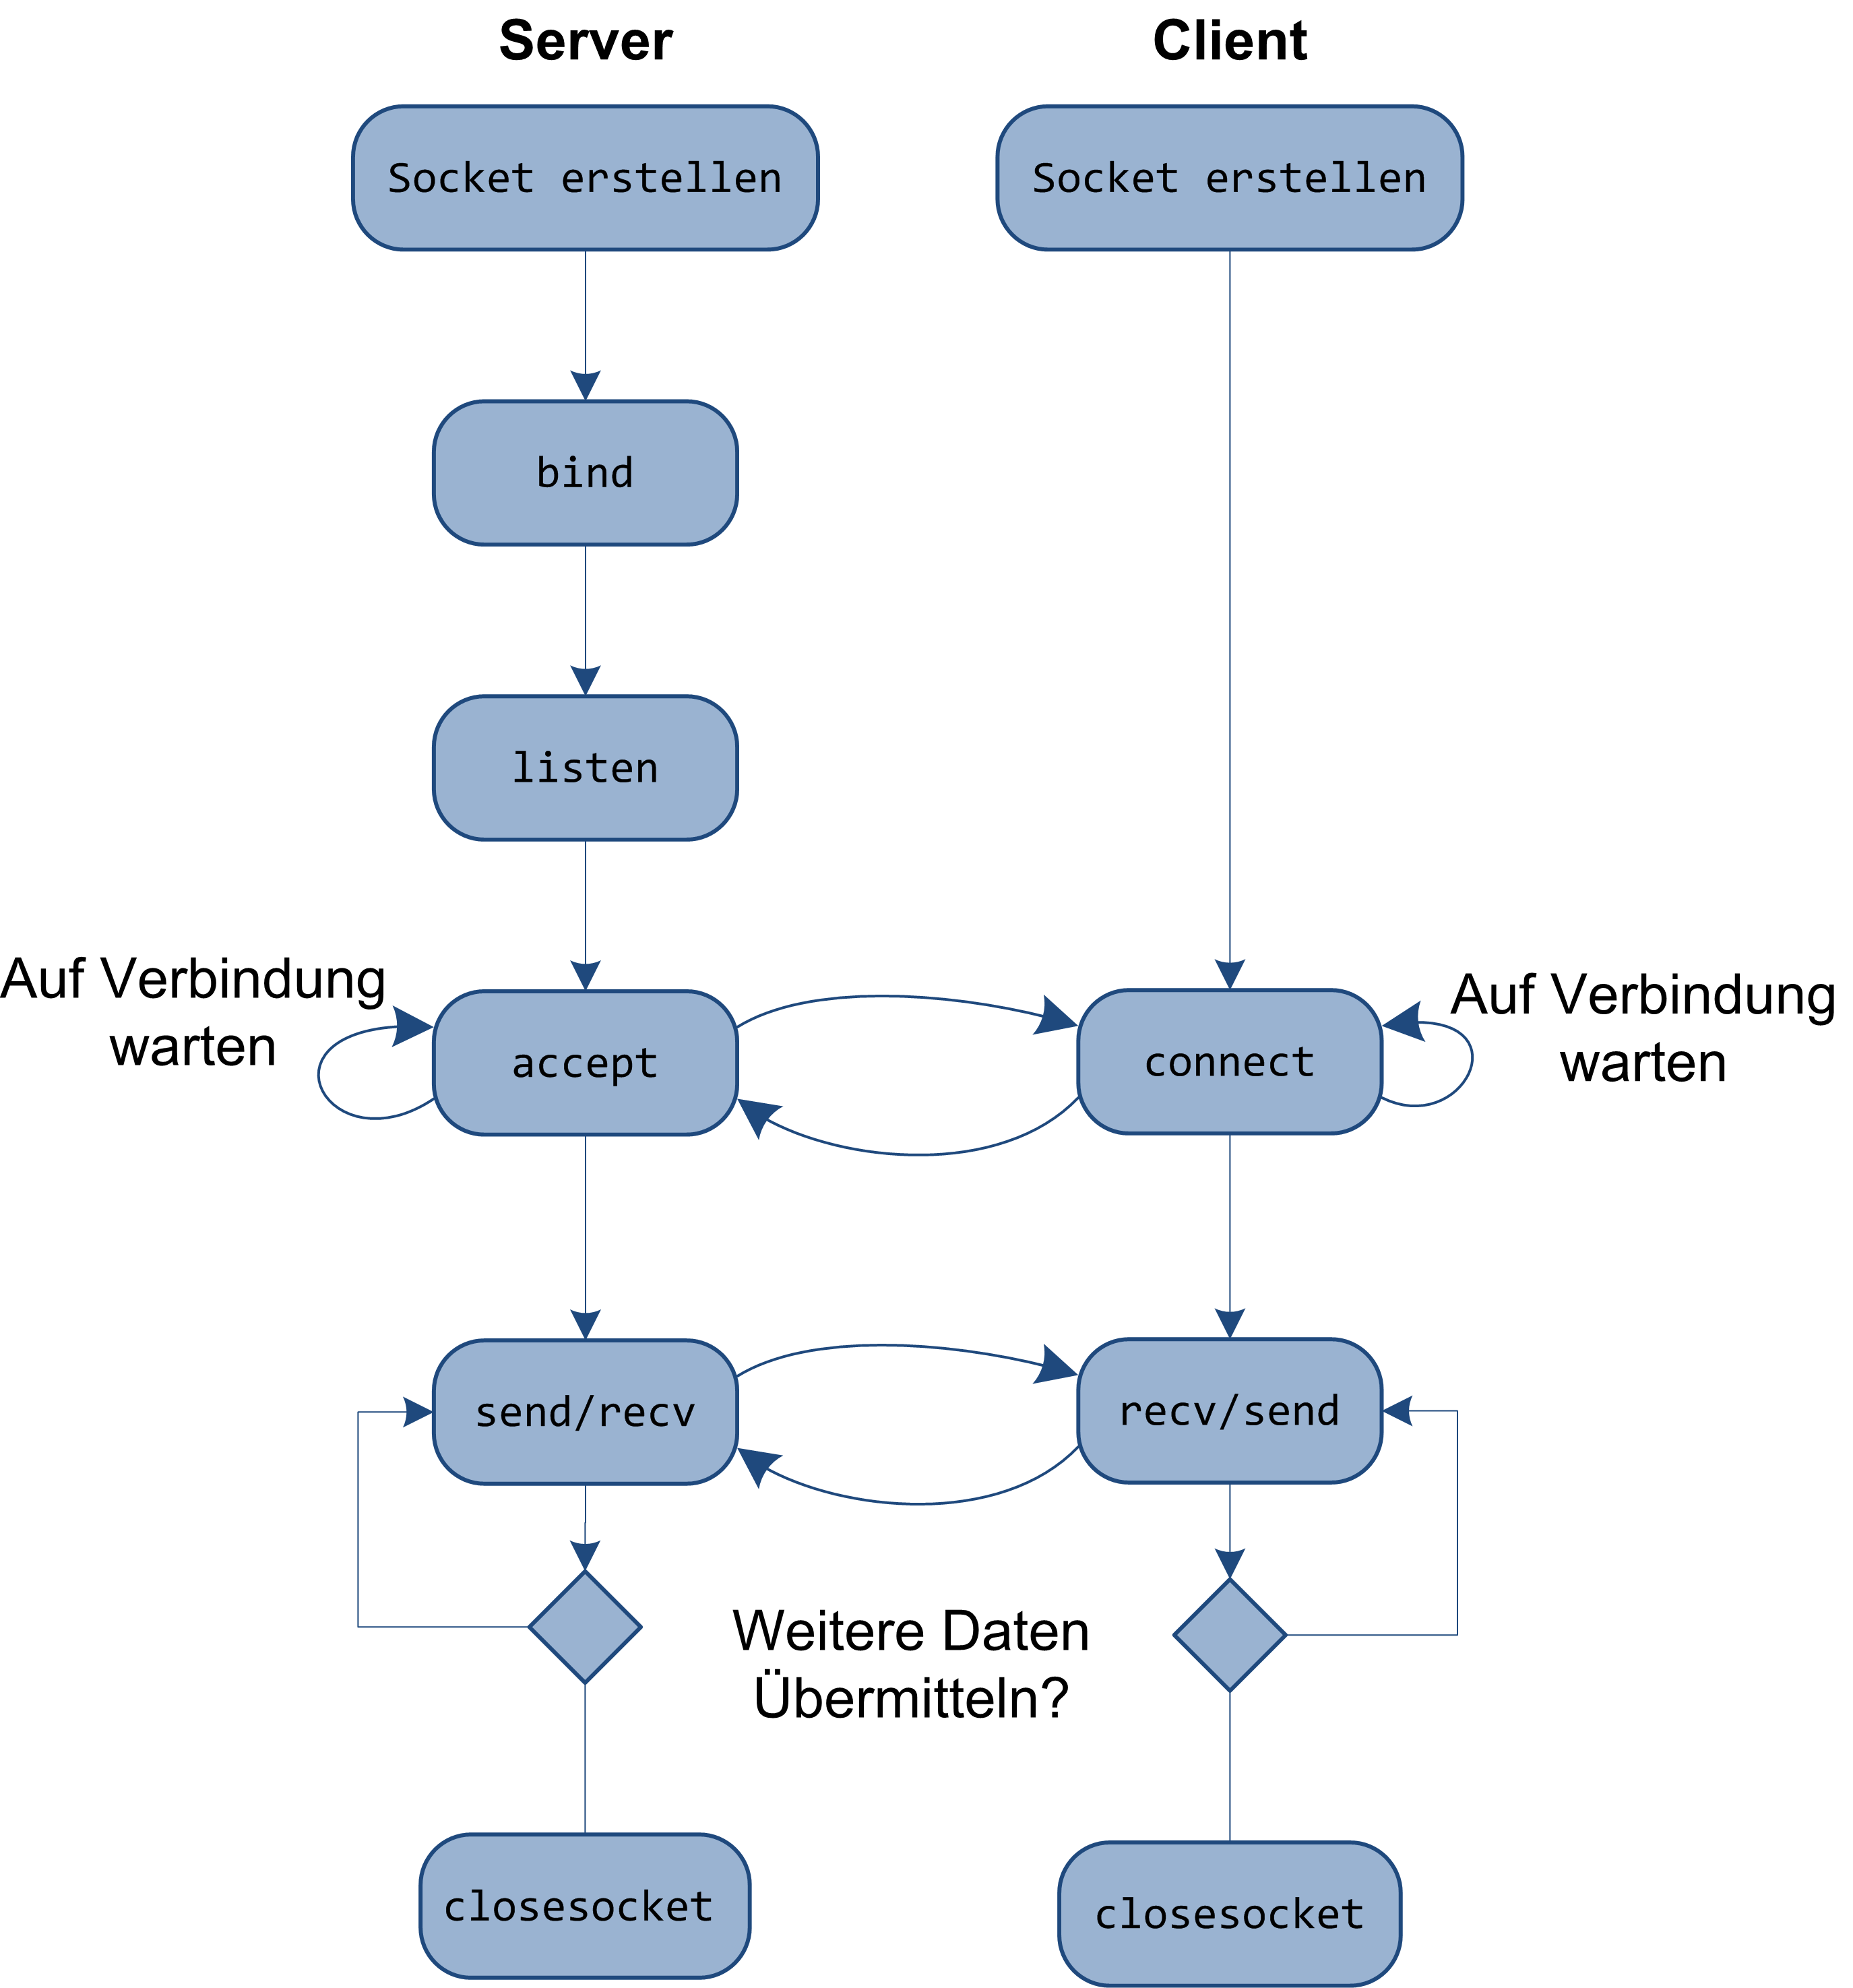 Server
Client
Socket erstellen
Socket erstellen
bind
listen
Auf Verbindung
warten
accept
connect
Auf Verbindung
warten
send/recv
recv/send
Weitere Daten
Übermitteln?
closesocket
closesocket